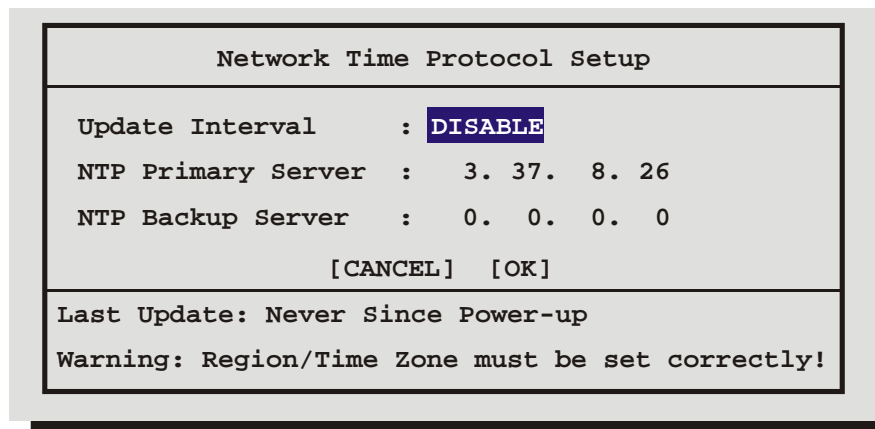 Network Time Protocol Setup
Update Interval : DISABLE
NTP Primary Server : 3. 37. 8. 26
NTP Backup Server : 0. 0. 0. 0
[CANCEL] [OK]
Last Update: Never Since Power-up
Warning: Region/Time Zone must be set correctly!